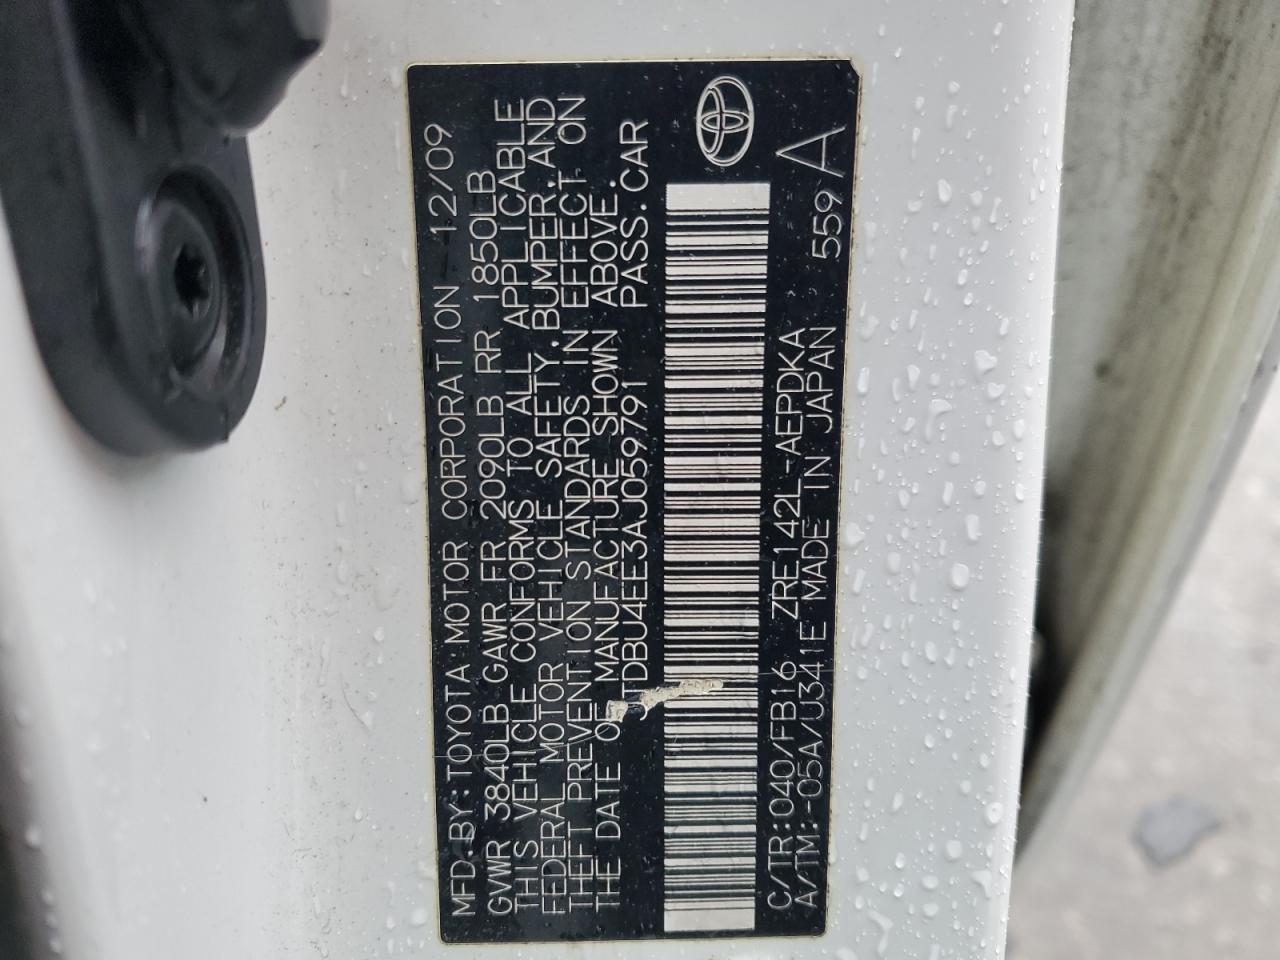 MFD.BY:TOYOTA MOTOR CORPORATION 12/09
GVWR 3840LB GAWR FR 2090LB RR 1850LB
THIS VEHICLE CONFORMS TO ALL APPLICABLE
FEDERAL MOTOR VEHICLE SAFETY,BUMPER,AND
THEFT PREVENTION STANDARDS IN EFFECT ON
THE DATE OF MANUFACTURE SHOWN ABOVE.
JTDBU4EE3AJ059791 PASS.CAR
C/TR:040/FB16 ZRE142L-AEPDKA
A/TM:-05A/U341E MADE IN JAPAN 559 A